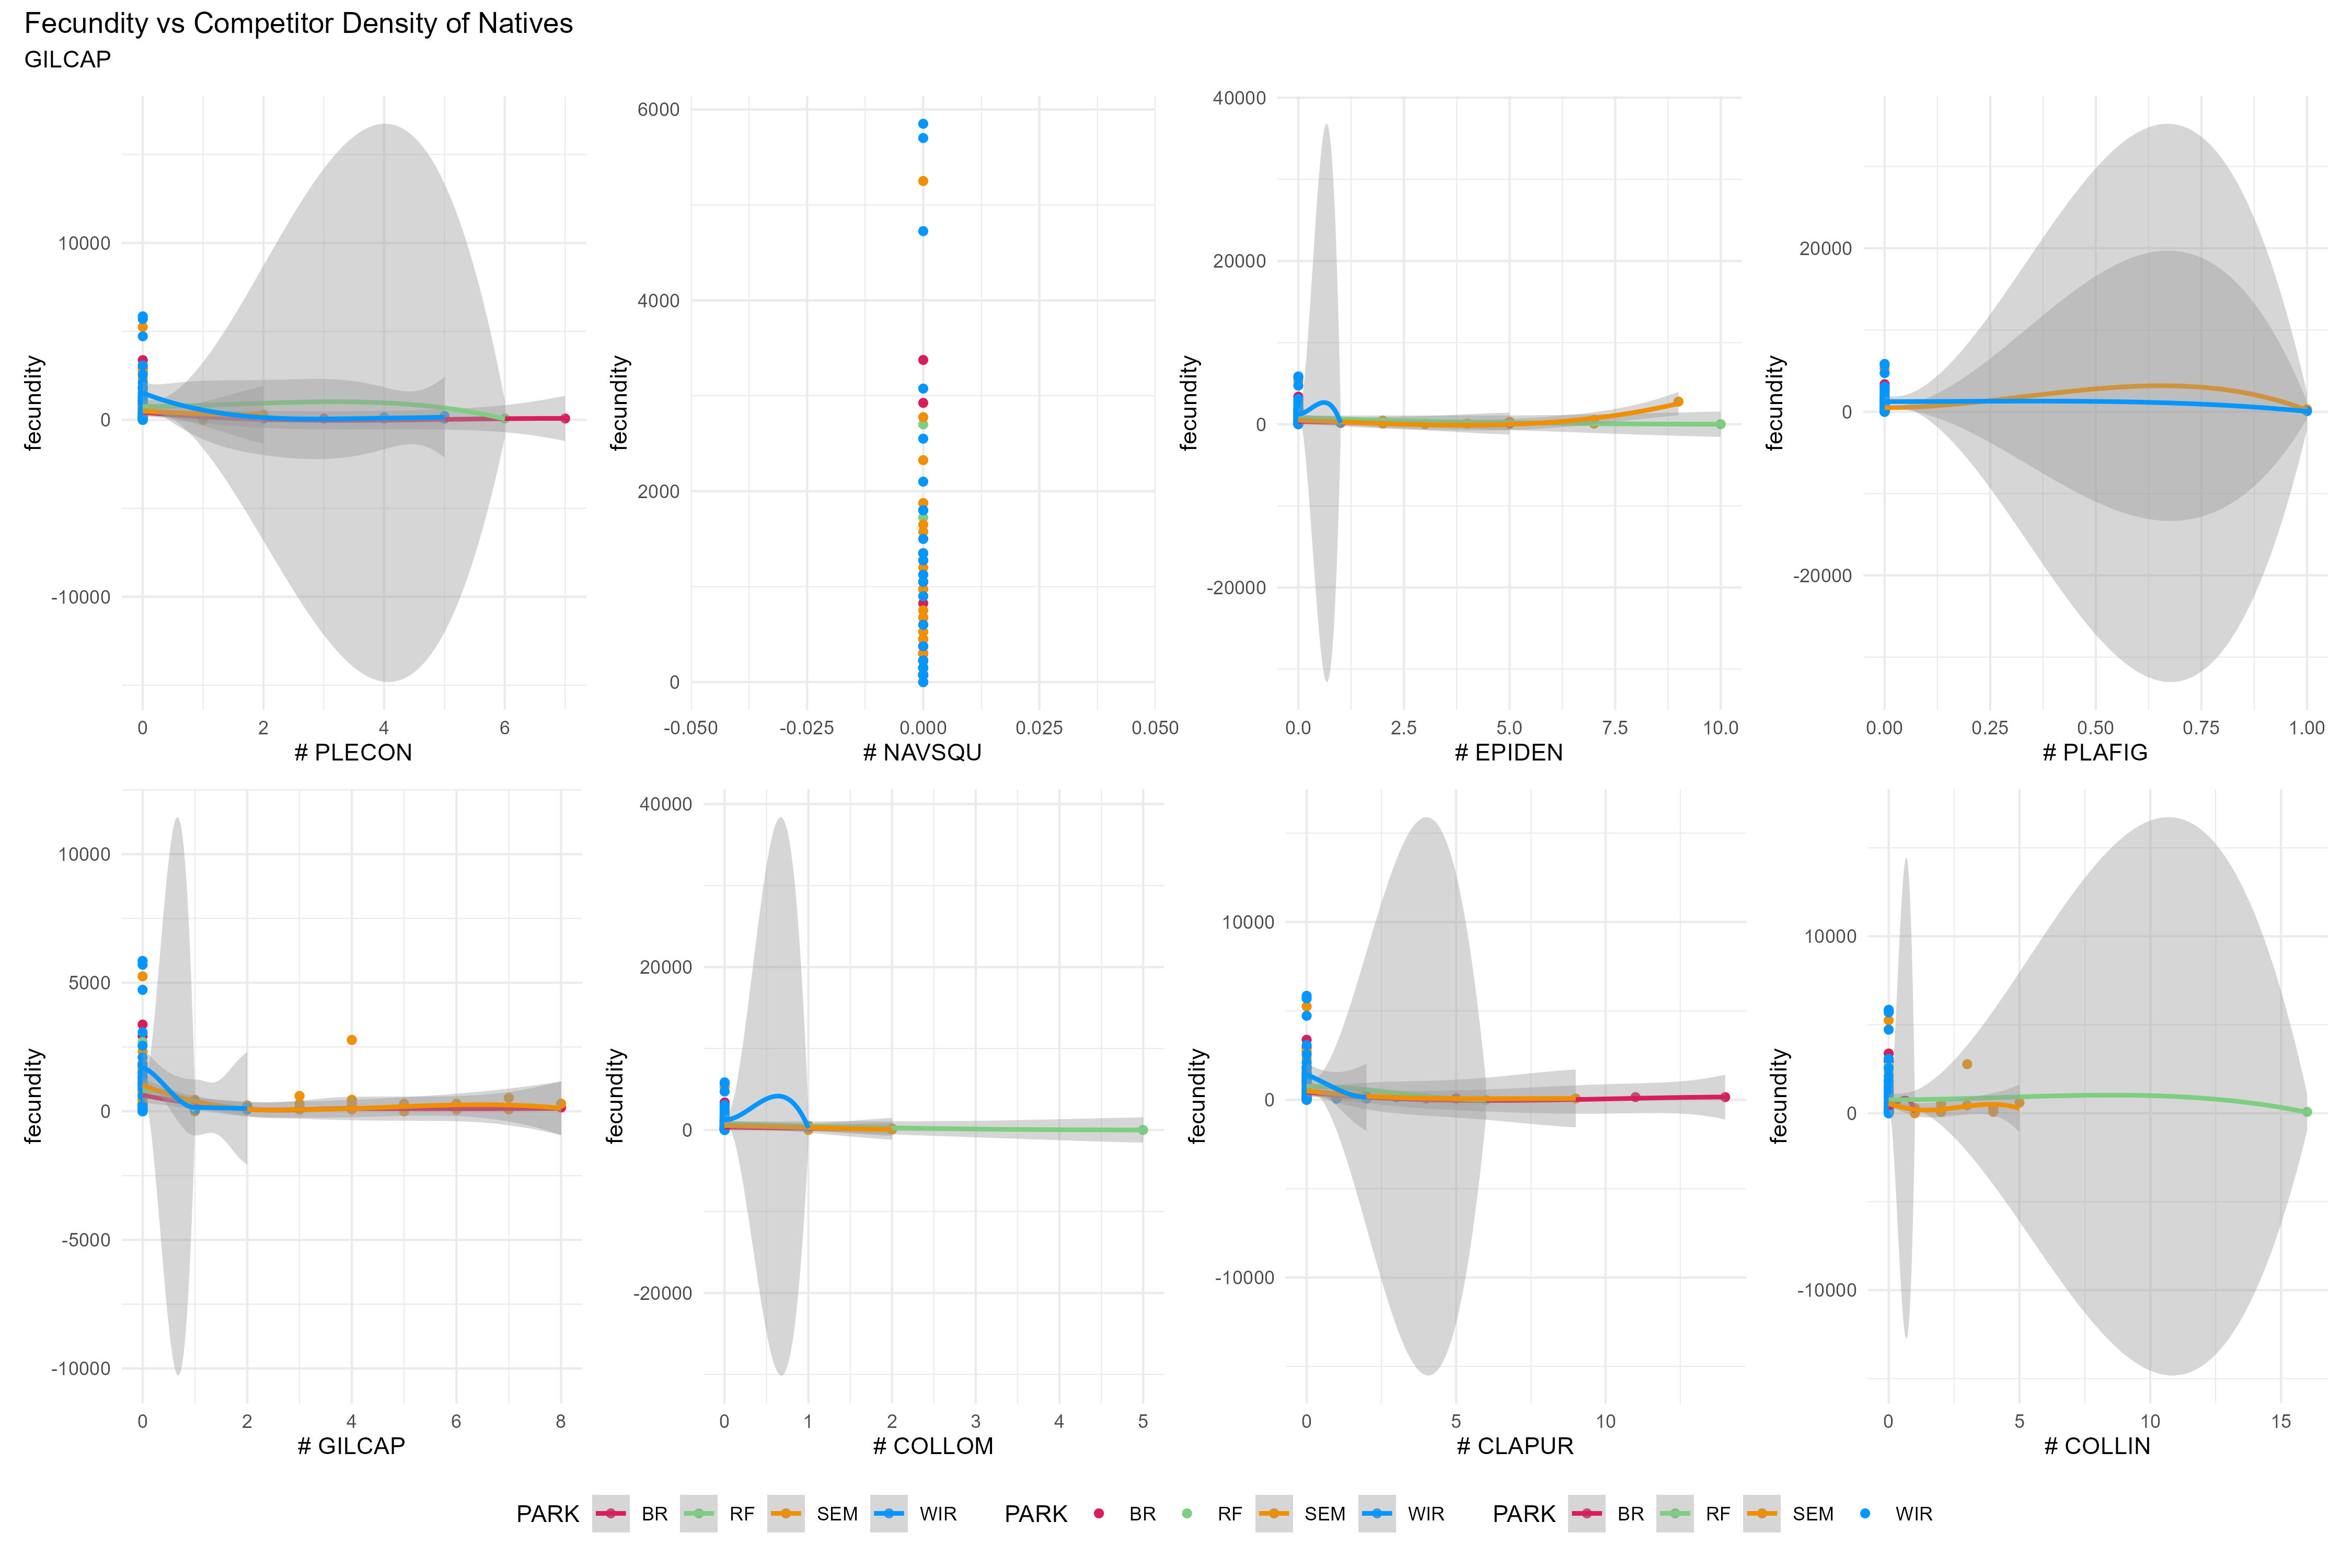 Fecundity vs Competitor Density of Natives
GILCAP
fecundity
10000
0
-10000
0 2 4 6
# PLECON
fecundity
6000
4000
2000
0
-0.050 -0.025 0.000 0.025 0.050
# NAVSQU
fecundity
40000
20000
0
-20000
0.0 2.5 5.0 7.5 10.0
# EPIDEN
fecundity
20000
0
-20000
0.00 0.25 0.50 0.75 1.00
# PLAFIG
fecundity
10000
5000
0
-5000
-10000
0 2 4 6 8
# GILCAP
fecundity
40000
20000
0
-20000
0 1 2 3 4 5
# COLLOM
fecundity
10000
0
-10000
0 5 10
# CLAPUR
fecundity
10000
0
-10000
0 5 10 15
# COLLIN
PARK BR RF SEM WIR PARK BR RF SEM WIR PARK BR RF SEM WIR